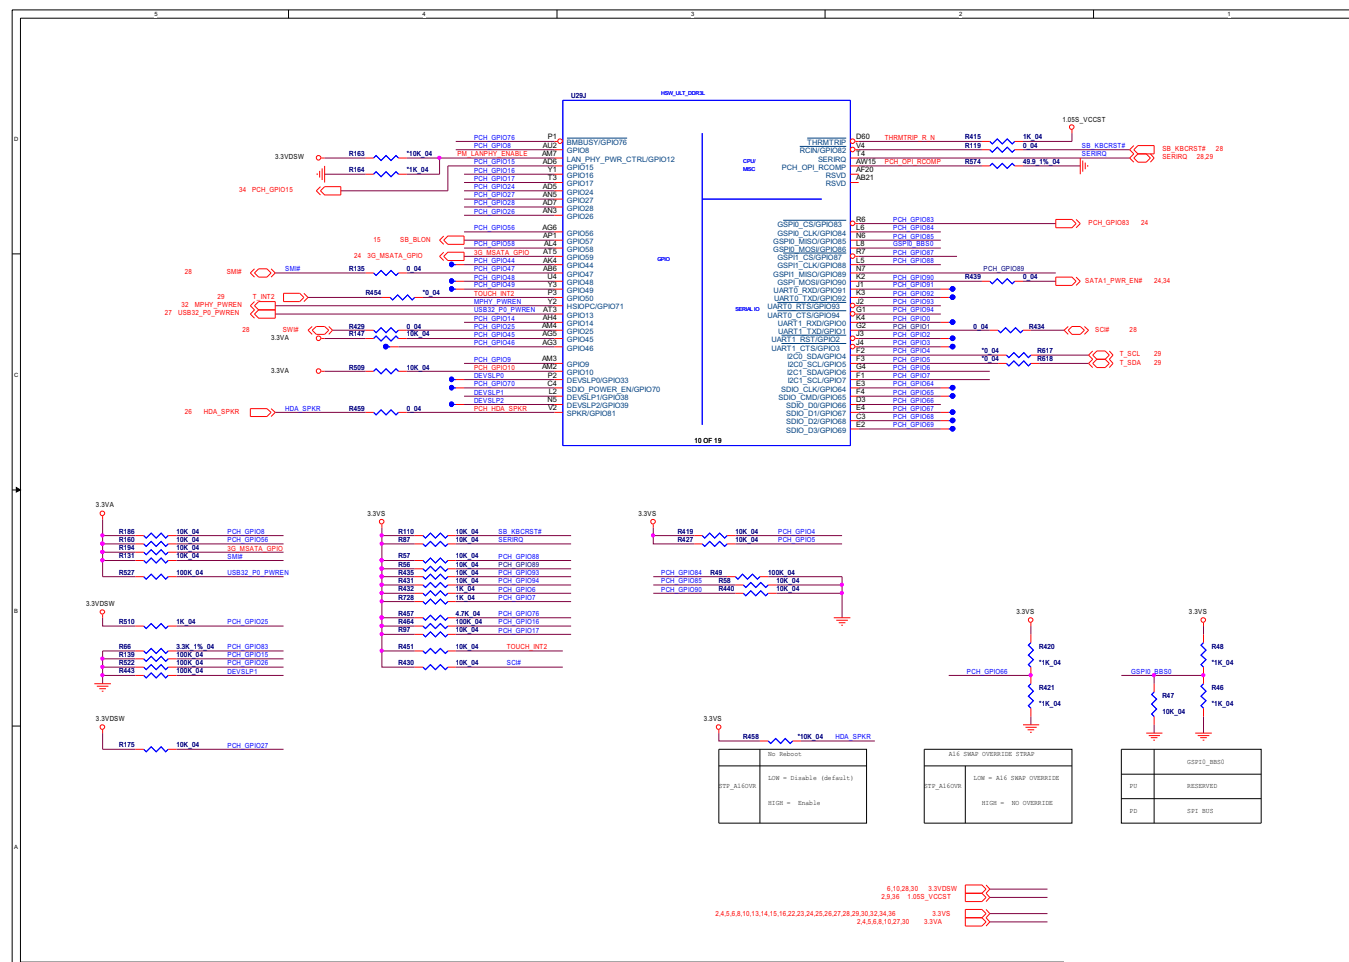 5 4 3 2 1
D
C
B
A
U29J
HSW_ULT_DDR3L
CPU/
MISC
GPIO
SERIAL IO
10 OF 19
PCH_GPIO76 P1 BMBUSY/GPIO76
PCH_GPIO8 AU2 GPIO8
3.3VDSW R163 *10K_04 PM_LANPHY_ENABLE AM7 LAN_PHY_PWR_CTRL/GPIO12
PCH_GPIO15 AD6 GPIO15
R164 *1K_04 PCH_GPIO16 Y1 GPIO16
PCH_GPIO17 T3 GPIO17
34 PCH_GPIO15 PCH_GPIO24 AD5 GPIO24
PCH_GPIO27 AN5 GPIO27
PCH_GPIO28 AD7 GPIO28
PCH_GPIO26 AN3 GPIO26
PCH_GPIO56 AG6 GPIO56
15 SB_BLON AP1 GPIO57
PCH_GPIO58 AL4 GPIO58
24 3G_MSATA_GPIO 3G_MSATA_GPIO AT5 GPIO59
PCH_GPIO44 AK4 GPIO44
28 SMI# SMI# R135 0_04 PCH_GPIO47 AB6 GPIO47
PCH_GPIO48 U4 GPIO48
PCH_GPIO49 Y3 GPIO49
29 T_INT2 R454 *0_04 TOUCH_INT2 P3 GPIO50
32 MPHY_PWREN MPHY_PWREN Y2 HSIOPC/GPIO71
27 USB32_P0_PWREN USB32_P0_PWREN AT3 GPIO13
PCH_GPIO14 AH4 GPIO14
28 SWI# R429 0_04 PCH_GPIO25 AM4 GPIO25
3.3VA R147 10K_04 PCH_GPIO45 AG5 GPIO45
PCH_GPIO46 AG3 GPIO46
PCH_GPIO9 AM3 GPIO9
3.3VA R509 10K_04 PCH_GPIO10 AM2 GPIO10
DEVSLP0 P2 DEVSLP0/GPIO33
PCH_GPIO70 C4 SDIO_POWER_EN/GPIO70
DEVSLP1 L2 DEVSLP1/GPIO38
DEVSLP2 N5 DEVSLP2/GPIO39
26 HDA_SPKR HDA_SPKR R459 0_04 PCH_HDA_SPKR V2 SPKR/GPIO81
1.05S_VCCST
THRMTRIP D60 THRMTRIP_R_N R415 1K_04
RCIN/GPIO82 V4 R119 0_04 SB_KBCRST# SB_KBCRST# 28
SERIRQ T4 SERIRQ SERIRQ 28,29
PCH_OPI_RCOMP AW15 PCH_OPI_RCOMP R574 49.9_1%_04
RSVD AF20
RSVD AB21
GSPI0_CS/GPIO83 R6 PCH_GPIO83 PCH_GPIO83 24
GSPI0_CLK/GPIO84 L6 PCH_GPIO84
GSPI0_MISO/GPIO85 N6 PCH_GPIO85
GSPI0_MOSI/GPIO86 L8 GSPI0_BBS0
GSPI1_CS/GPIO87 R7 PCH_GPIO87
GSPI1_CLK/GPIO88 L5 PCH_GPIO88
GSPI1_MISO/GPIO89 N7 PCH_GPIO89
GSPI_MOSI/GPIO90 K2 PCH_GPIO90 R439 0_04 SATA1_PWR_EN# 24,34
UART0_RXD/GPIO91 J1 PCH_GPIO91
UART0_TXD/GPIO92 K3 PCH_GPIO92
UART0_RTS/GPIO93 J2 PCH_GPIO93
UART0_CTS/GPIO94 G1 PCH_GPIO94
UART1_RXD/GPIO0 K4 PCH_GPIO0
UART1_TXD/GPIO1 G2 PCH_GPIO1 0_04 R434 SCI# 28
UART1_RST/GPIO2 J3 PCH_GPIO2
UART1_CTS/GPIO3 J4 PCH_GPIO3
I2C0_SDA/GPIO4 F2 PCH_GPIO4 *0_04 R617 T_SCL 29
I2C0_SCL/GPIO5 F3 PCH_GPIO5 *0_04 R618 T_SDA 29
I2C1_SDA/GPIO6 G4 PCH_GPIO6
I2C1_SCL/GPIO7 F1 PCH_GPIO7
SDIO_CLK/GPIO64 E3 PCH_GPIO64
SDIO_CMD/GPIO65 F4 PCH_GPIO65
SDIO_D0/GPIO66 D3 PCH_GPIO66
SDIO_D1/GPIO67 E4 PCH_GPIO67
SDIO_D2/GPIO68 C3 PCH_GPIO68
SDIO_D3/GPIO69 E2 PCH_GPIO69
3.3VA
R186 10K_04 PCH_GPIO8
R160 10K_04 PCH_GPIO56
R194 10K_04 3G_MSATA_GPIO
R131 10K_04 SMI#
R527 100K_04 USB32_P0_PWREN
3.3VDSW
R510 1K_04 PCH_GPIO25
R66 3.3K_1%_04 PCH_GPIO83
R139 100K_04 PCH_GPIO15
R522 100K_04 PCH_GPIO26
R443 100K_04 DEVSLP1
3.3VDSW
R175 10K_04 PCH_GPIO27
3.3VS
R110 10K_04 SB_KBCRST#
R87 10K_04 SERIRQ
R57 10K_04 PCH_GPIO88
R56 10K_04 PCH_GPIO89
R435 10K_04 PCH_GPIO93
R431 10K_04 PCH_GPIO94
R432 1K_04 PCH_GPIO6
R728 1K_04 PCH_GPIO7
R457 4.7K_04 PCH_GPIO76
R464 100K_04 PCH_GPIO16
R97 10K_04 PCH_GPIO17
R451 10K_04 TOUCH_INT2
R430 10K_04 SCI#
3.3VS
R419 10K_04 PCH_GPIO4
R427 10K_04 PCH_GPIO5
PCH_GPIO84 R49 100K_04
PCH_GPIO85 R58 10K_04
PCH_GPIO90 R440 10K_04
3.3VS
R420
*1K_04
PCH_GPIO66
R421
*1K_04
3.3VS
R48
*1K_04
GSPI0_BBS0
R47
10K_04
R46
*1K_04
3.3VS
R458 *10K_04 HDA_SPKR
No Reboot
STP_A16OVR
LOW = Disable (default)
HIGH = Enable
A16 SWAP OVERRIDE STRAP
STP_A16OVR
LOW = A16 SWAP OVERRIDE
HIGH = NO OVERRIDE
GSPI0_BBS0
PU RESERVED
PD SPI BUS
6,10,28,30 3.3VDSW
2,9,36 1.05S_VCCST
2,4,5,6,8,10,13,14,15,16,22,23,24,25,26,27,28,29,30,32,34,36 3.3VS
2,4,5,6,8,10,27,30 3.3VA